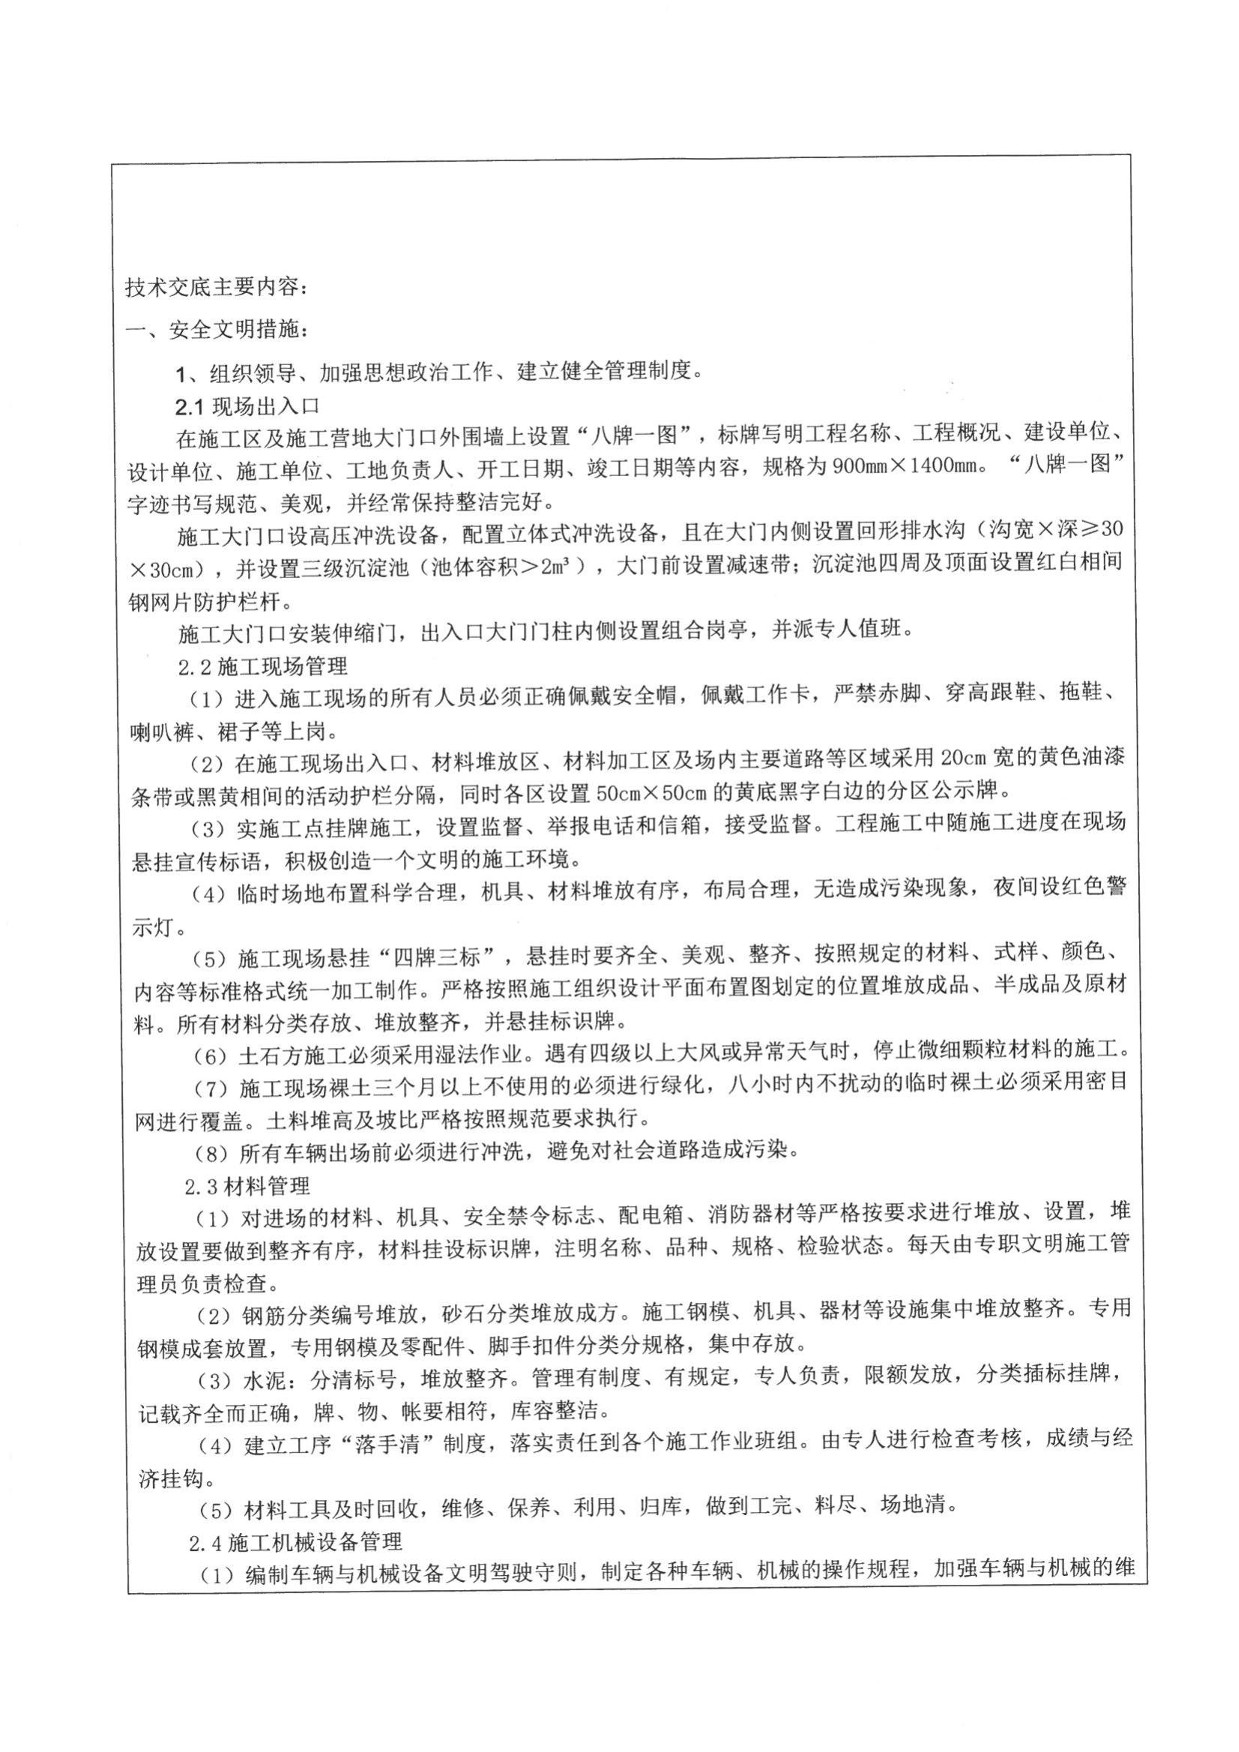 技术交底主要内容：
一、安全文明措施：
1、组织领导、加强思想政治工作、建立健全管理制度。
2.1 现场出入口
在施工区及施工营地大门口外围墙上设置“八牌一图”，标牌写明工程名称、工程概况、建设单位、
设计单位、施工单位、工地负责人、开工日期、竣工日期等内容，规格为 900mm×1400mm。“八牌一图”
字迹书写规范、美观，并经常保持整洁完好。
施工大门口设高压冲洗设备，配置立体式冲洗设备，且在大门内侧设置回形排水沟（沟宽×深≥30
×30cm），并设置三级沉淀池（池体容积＞2m³），大门前设置减速带；沉淀池四周及顶面设置红白相间
钢网片防护栏杆。
施工大门口安装伸缩门，出入口大门门柱内侧设置组合岗亭，并派专人值班。
2.2 施工现场管理
（1）进入施工现场的所有人员必须正确佩戴安全帽，佩戴工作卡，严禁赤脚、穿高跟鞋、拖鞋、
喇叭裤、裙子等上岗。
（2）在施工现场出入口、材料堆放区、材料加工区及场内主要道路等区域采用 20cm 宽的黄色油漆
条带或黑黄相间的活动护栏分隔，同时各区设置 50cm×50cm 的黄底黑字白边的分区公示牌。
（3）实施工点挂牌施工，设置监督、举报电话和信箱，接受监督。工程施工中随施工进度在现场
悬挂宣传标语，积极创造一个文明的施工环境。
（4）临时场地布置科学合理，机具、材料堆放有序，布局合理，无造成污染现象，夜间设红色警
示灯。
（5）施工现场悬挂“四牌三标”，悬挂时要齐全、美观、整齐、按照规定的材料、式样、颜色、
内容等标准格式统一加工制作。严格按照施工组织设计平面布置图划定的位置堆放成品、半成品及原材
料。所有材料分类存放、堆放整齐，并悬挂标识牌。
（6）土石方施工必须采用湿法作业。遇有四级以上大风或异常天气时，停止微细颗粒材料的施工。
（7）施工现场裸土三个月以上不使用的必须进行绿化，八小时内不扰动的临时裸土必须采用密目
网进行覆盖。土料堆高及坡比严格按照规范要求执行。
（8）所有车辆出场前必须进行冲洗，避免对社会道路造成污染。
2.3 材料管理
（1）对进场的材料、机具、安全禁令标志、配电箱、消防器材等严格按要求进行堆放、设置，堆
放设置要做到整齐有序，材料挂设标识牌，注明名称、品种、规格、检验状态。每天由专职文明施工管
理员负责检查。
（2）钢筋分类编号堆放，砂石分类堆放成方。施工钢模、机具、器材等设施集中堆放整齐。专用
钢模成套放置，专用钢模及零配件、脚手扣件分类分规格，集中存放。
（3）水泥：分清标号，堆放整齐。管理有制度、有规定，专人负责，限额发放，分类插标挂牌，
记载齐全而正确，牌、物、帐要相符，库容整洁。
（4）建立工序“落手清”制度，落实责任到各个施工作业班组。由专人进行检查考核，成绩与经
济挂钩。
（5）材料工具及时回收，维修、保养、利用、归库，做到工完、料尽、场地清。
2.4 施工机械设备管理
（1）编制车辆与机械设备文明驾驶守则，制定各种车辆、机械的操作规程，加强车辆与机械的维